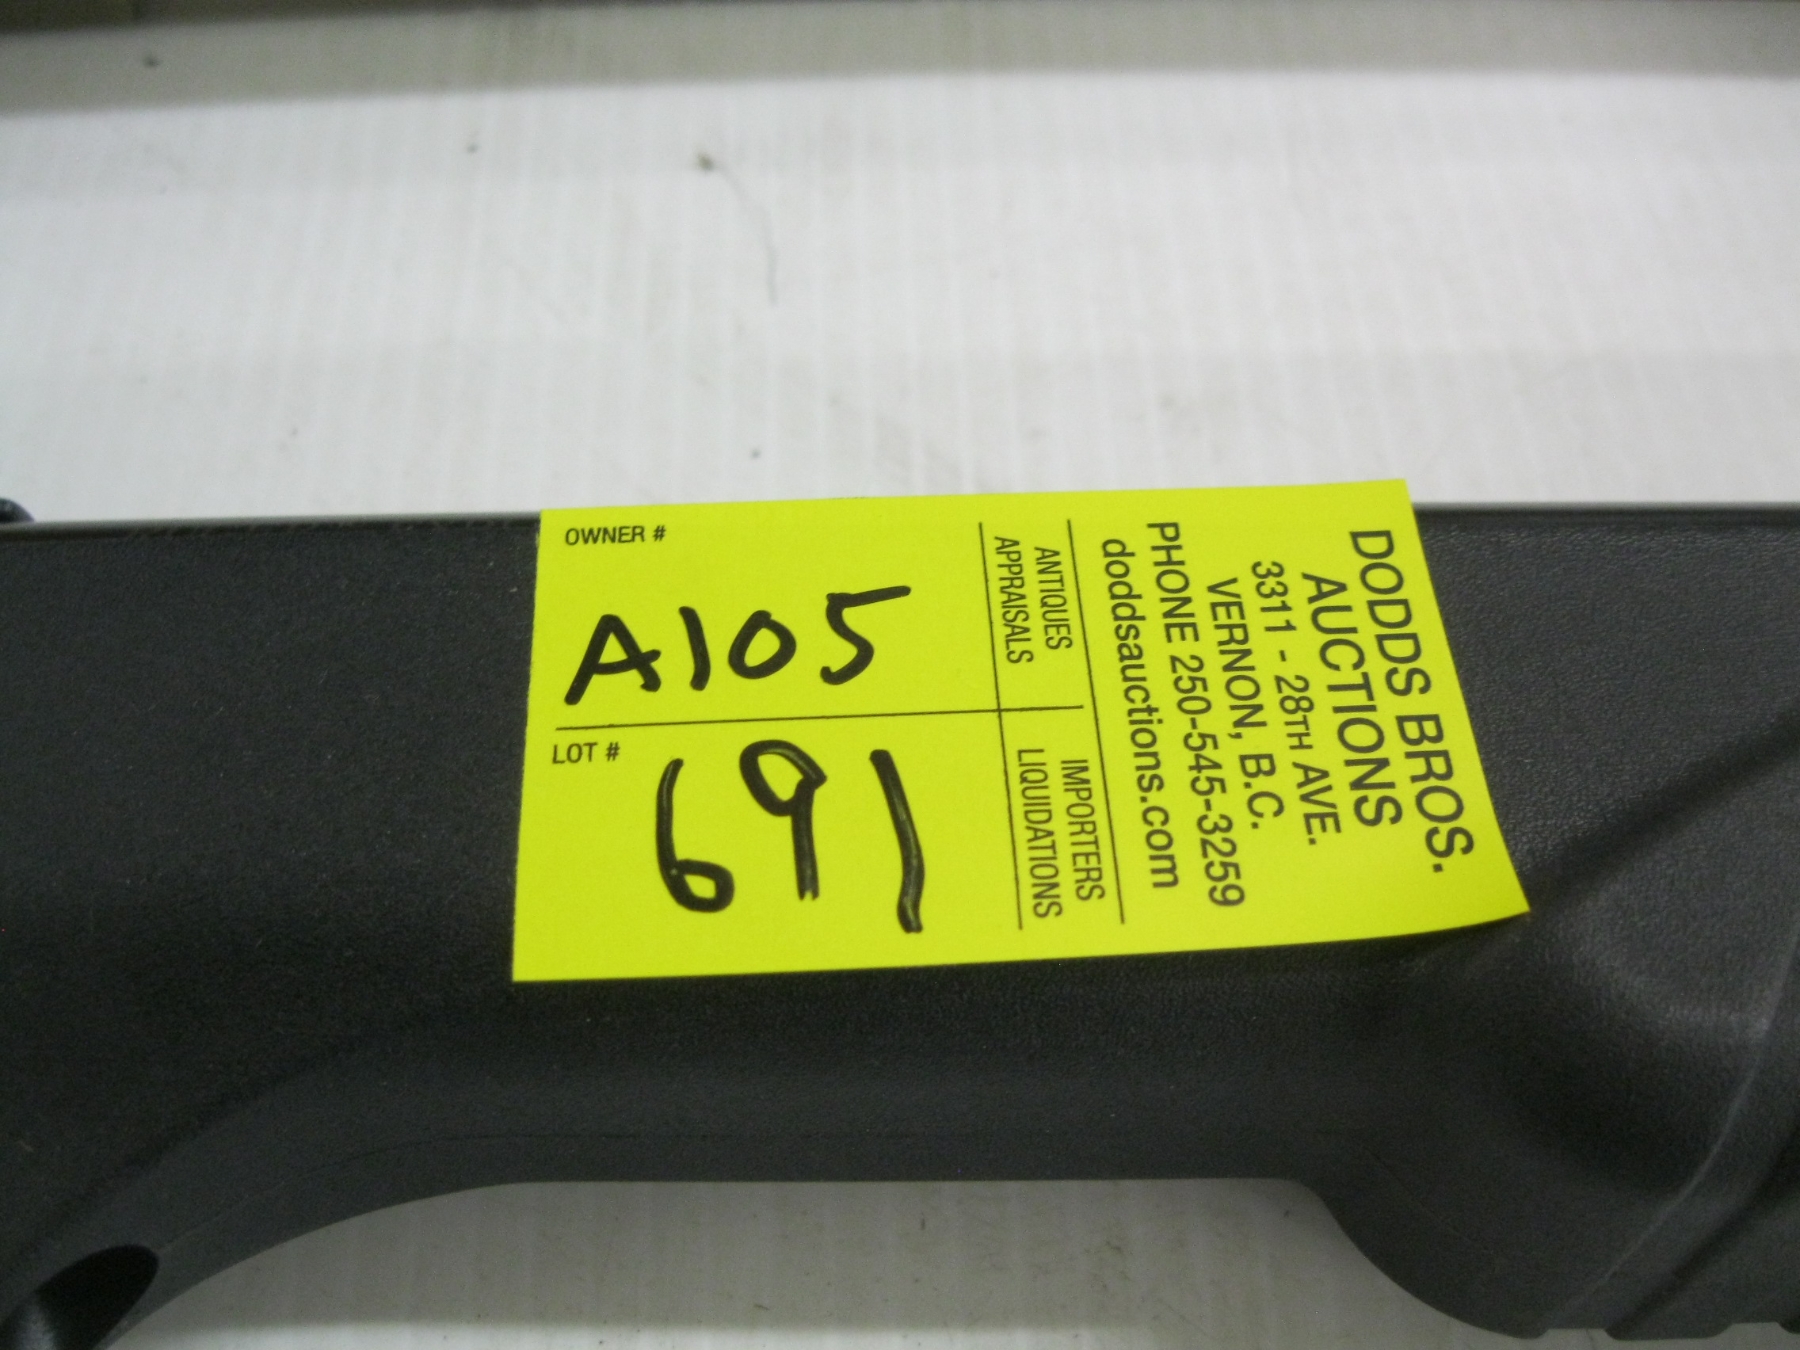 OWNER #
A105
LOT #
691
ANTIQUES
APPRAISALS
IMPORTERS
LIQUIDATIONS
DODDS BROS.
AUCTIONS
3311 - 28TH AVE.
VERNON, B.C.
PHONE 250-545-3259
doddsauctions.com